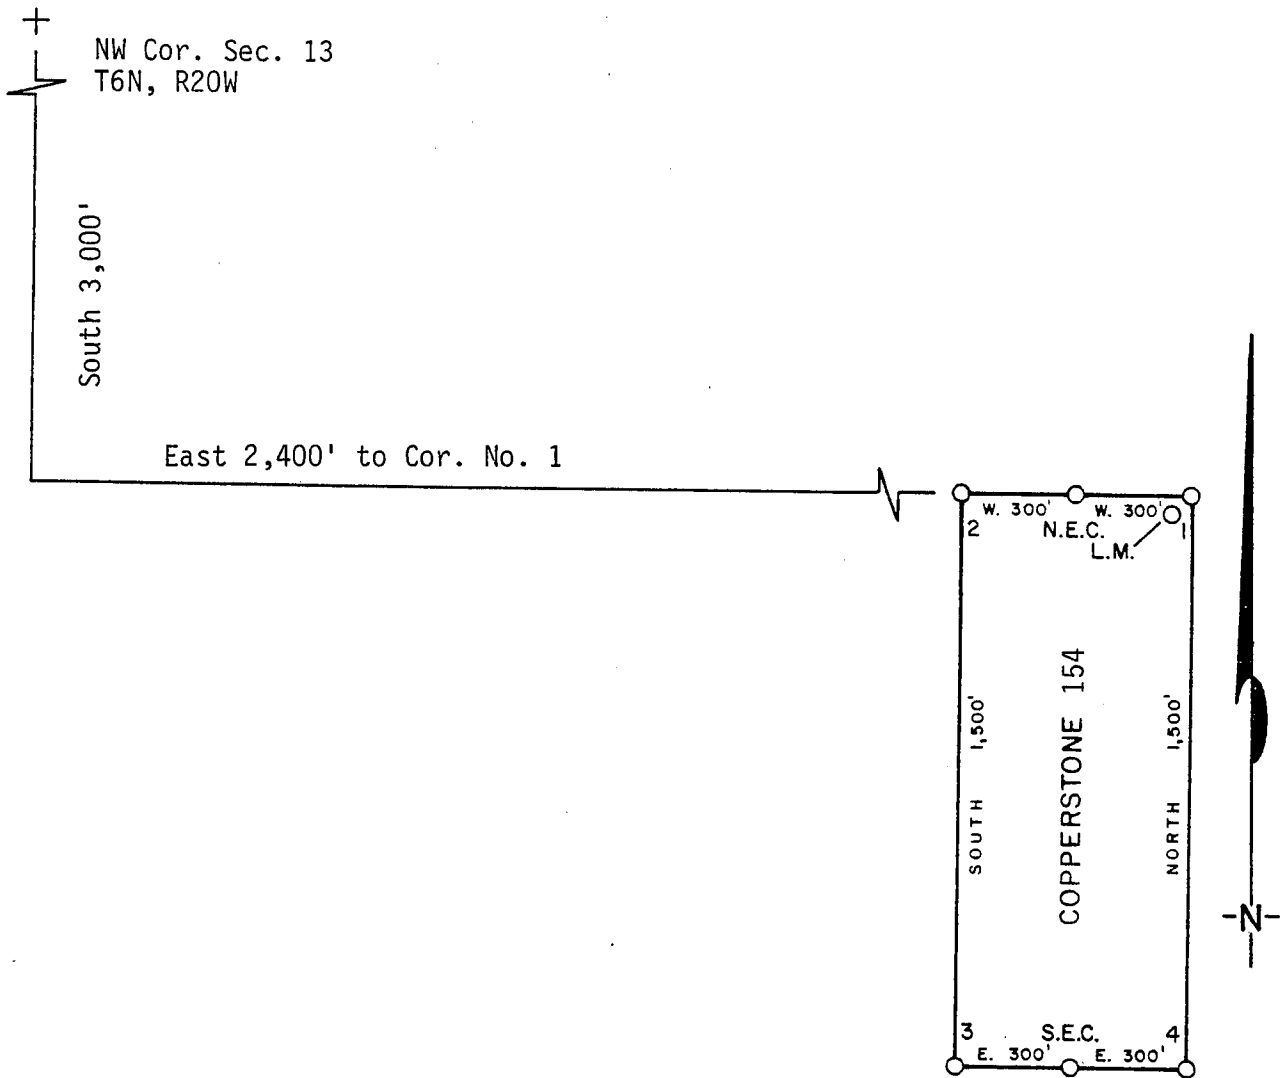 NW Cor. Sec. 13
T6N, R20W
South 3,000'
East 2,400' to Cor. No. 1
W. 300' W. 300'
2 N.E.C. 1
L.M.
COPPERSTONE 154
SOUTH 1,500'
NORTH 1,500'
-N-
3 S.E.C. 4
E. 300' E. 300'